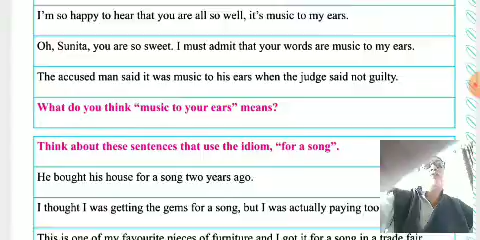 I'm so happy to hear that you are all so well, it's music to my ears.
Oh, Sunita, you are so sweet. I must admit that your words are music to my ears.
The accused man said it was music to his ears when the judge said not guilty.
What do you think “music to your ears” means?
Think about these sentences that use the idiom, “for a song”.
He bought his house for a song two years ago.
I thought I was getting the gems for a song, but I was actually paying too
This is one of my favourite pieces of furniture and I got it for a song in a trade fair